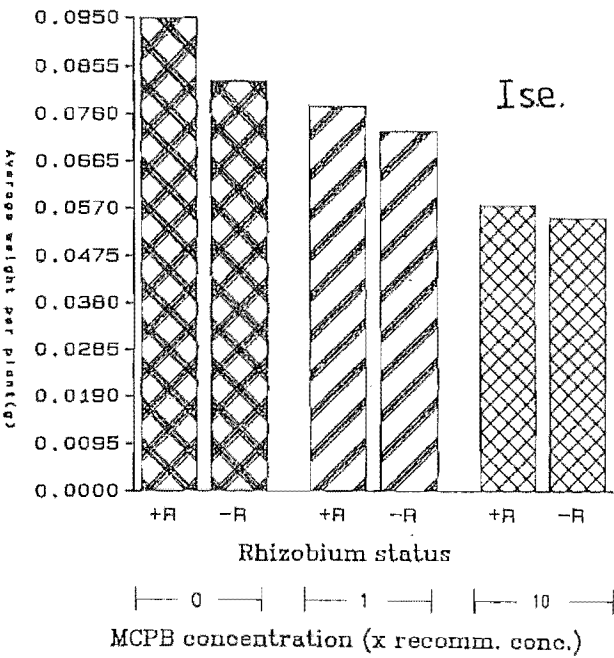 0.0950
0.0855
0.0760
0.0665
0.0570
0.0475
0.0380
0.0285
0.0190
0.0095
0.0000
Average weight per plant(g)
I s.e.
+R -R +R -R +R -R
Rhizobium status
0 1 10
MCPB concentration (x recomm. conc.)